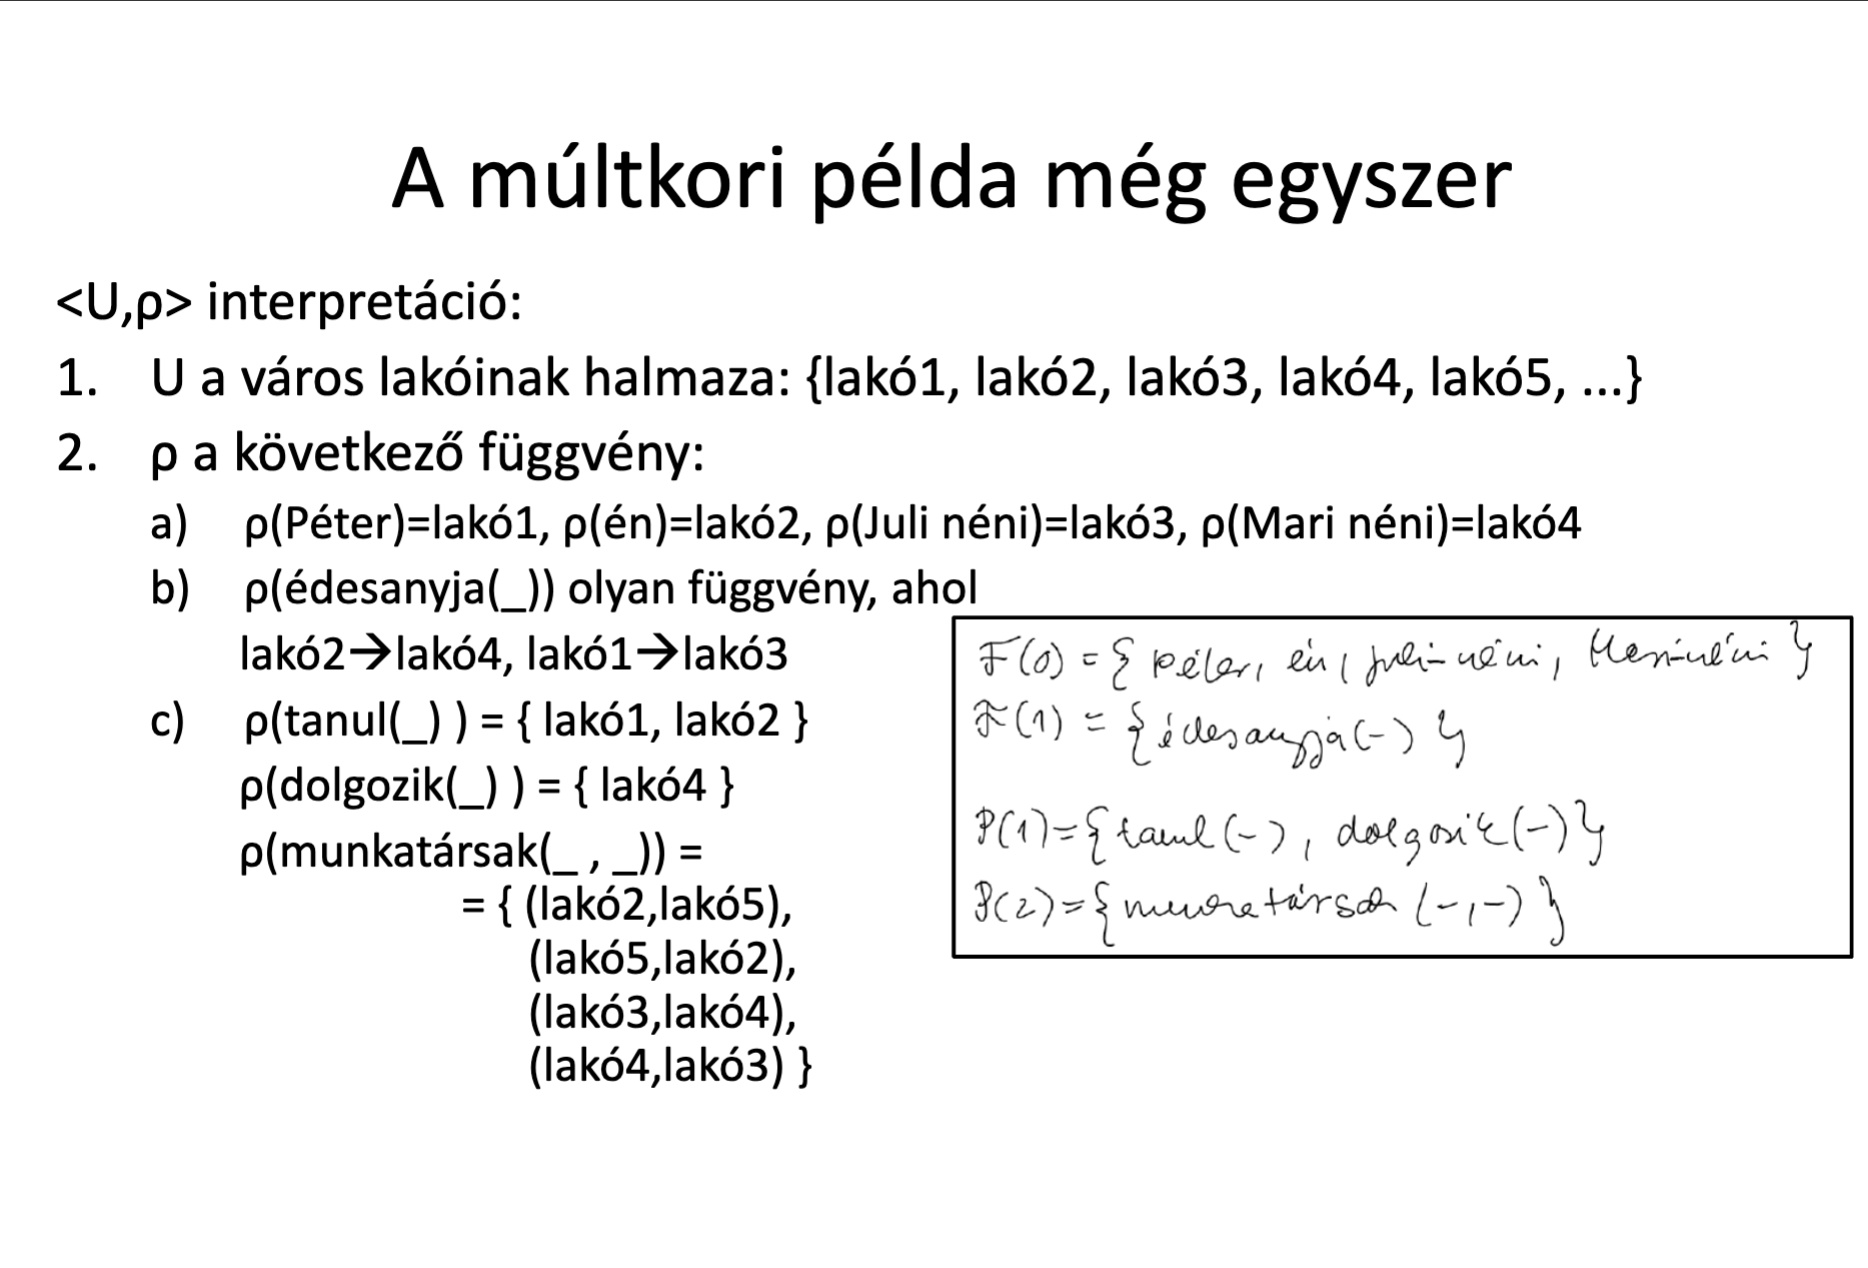 A múltkori példa még egyszer
<U,ρ> interpretáció:
1. U a város lakóinak halmaza: {lakó1, lakó2, lakó3, lakó4, lakó5, ...}
2. ρ a következő függvény:
a) ρ(Péter)=lakó1, ρ(én)=lakó2, ρ(Juli néni)=lakó3, ρ(Mari néni)=lakó4
b) ρ(édesanyja(_)) olyan függvény, ahol
lakó2→lakó4, lakó1→lakó3
c) ρ(tanul(_) ) = { lakó1, lakó2 }
ρ(dolgozik(_) ) = { lakó4 }
ρ(munkatársak(_ , _)) =
= { (lakó2,lakó5),
(lakó5,lakó2),
(lakó3,lakó4),
(lakó4,lakó3) }
F(0) = { Péter, én, Juli-néni, Mari-néni }
F(1) = { édesanyja(-) }
P(1) = { tanul(-), dolgozik(-) }
P(2) = { munkatársak (-,-) }